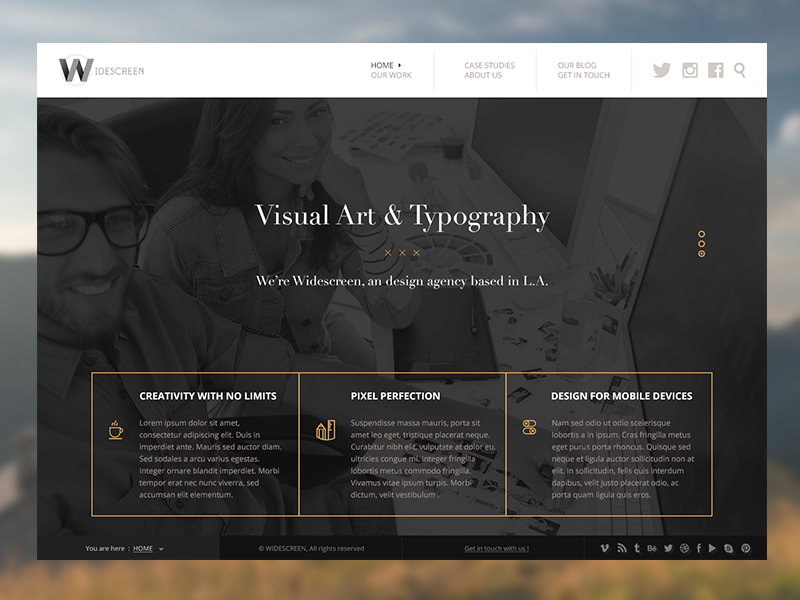 WIDESCREEN
HOME
OUR WORK
CASE STUDIES
ABOUT US
OUR BLOG
GET IN TOUCH
Visual Art & Typography
We're Widescreen, an design agency based in L.A.
CREATIVITY WITH NO LIMITS
Lorem ipsum dolor sit amet,
consectetur adipiscing elit. Duis in
imperdiet ante. Mauris sed auctor diam.
Sed sodales a arcu varius egestas.
Integer ornare blandit imperdiet. Morbi
tempor erat nec nunc viverra, sed
accumsan elit elementum.
PIXEL PERFECTION
Suspendisse massa mauris, porta sit
amet leo eget, tristique placerat neque.
Curabitur nibh elit, vulputate at dolor eu,
ultricies congue mi. Integer fringilla
lobortis metus commodo fringilla.
Vivamus vitae ipsum turpis. Morbi
dictum, velit vestibulum .
DESIGN FOR MOBILE DEVICES
Nam sed odio ut odio scelerisque
lobortis a in ipsum. Cras fringilla metus
eget purus porta rhoncus. Quisque sed
neque et ligula auctor sollicitudin non at
elit. In sollicitudin, felis quis interdum
dapibus, velit justo placerat odio, ac
porta quam ligula quis eros.
You are here : HOME
© WIDESCREEN, All rights reserved
Get in touch with us !